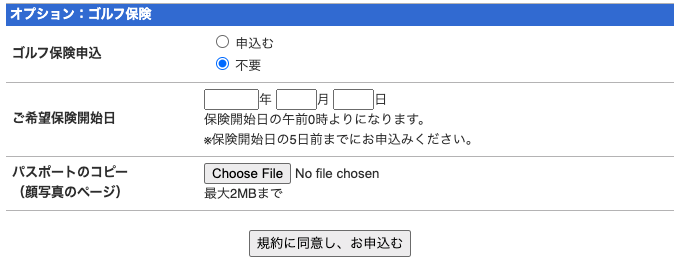 オプション：ゴルフ保険
ゴルフ保険申込
申込む
不要
ご希望保険開始日
年 月 日
保険開始日の午前0時よりになります。
※保険開始日の5日前までにお申込みください。
パスポートのコピー
（顔写真のページ）
Choose File No file chosen
最大2MBまで
規約に同意し、お申込む